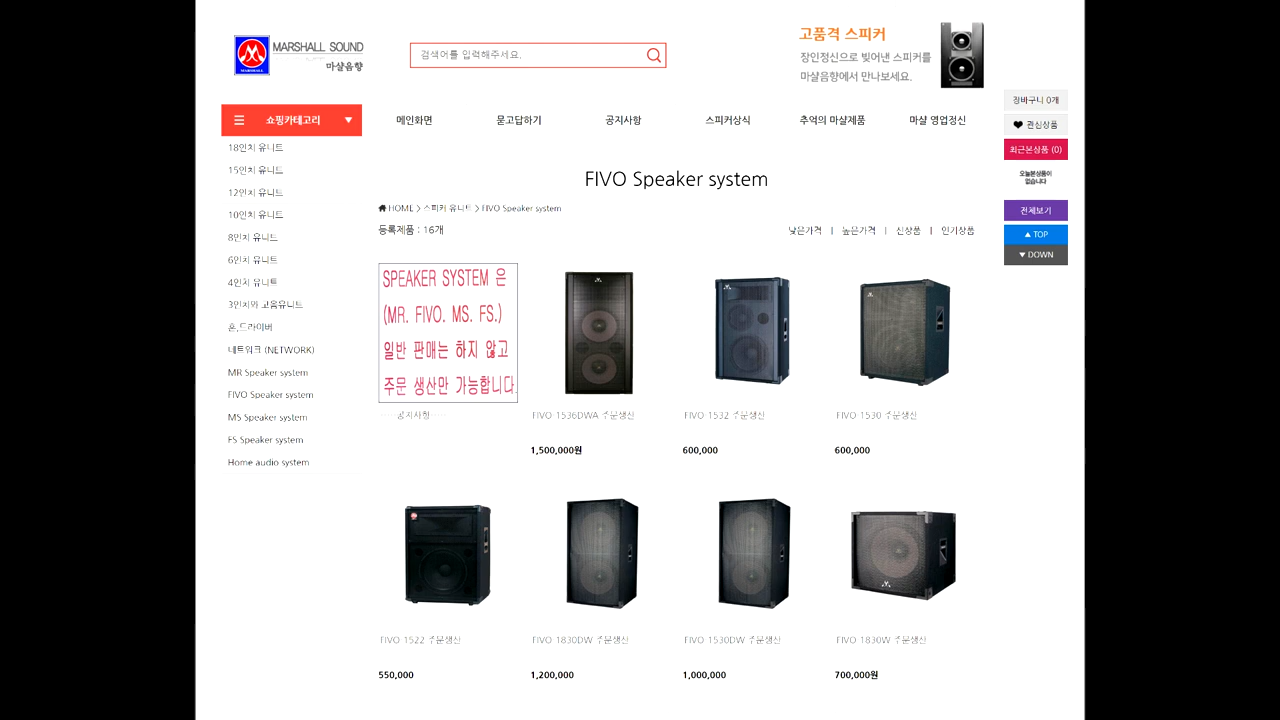 MARSHALL SOUND
마샬음향
MARSHALL
검색어를 입력해주세요.
고품격 스피커
장인정신으로 빚어낸 스피커를
마샬음향에서 만나보세요.
장바구니 0개
관심상품
최근본상품 (0)
오늘본상품이
없습니다
전체보기
▲ TOP
▼ DOWN
쇼핑카테고리
메인화면
묻고답하기
공지사항
스피커상식
추억의 마샬제품
마샬 영업정신
18인치 유니트
15인치 유니트
12인치 유니트
10인치 유니트
8인치 유니트
6인치 유니트
4인치 유니트
3인치와 고음유니트
혼,드라이버
네트워크 (NETWORK)
MR Speaker system
FIVO Speaker system
MS Speaker system
FS Speaker system
Home audio system
FIVO Speaker system
HOME > 스피커 유니트 > FIVO Speaker system
등록제품 : 16개
낮은가격 | 높은가격 | 신상품 | 인기상품
SPEAKER SYSTEM 은
(MR. FIVO. MS. FS.)
일반 판매는 하지 않고
주문 생산만 가능합니다.
공지사항
FIVO 1536DWA 주문생산
1,500,000원
FIVO 1532 주문생산
600,000
FIVO 1530 주문생산
600,000
FIVO 1522 주문생산
550,000
FIVO 1830DW 주문생산
1,200,000
FIVO 1530DW 주문생산
1,000,000
FIVO 1830W 주문생산
700,000원